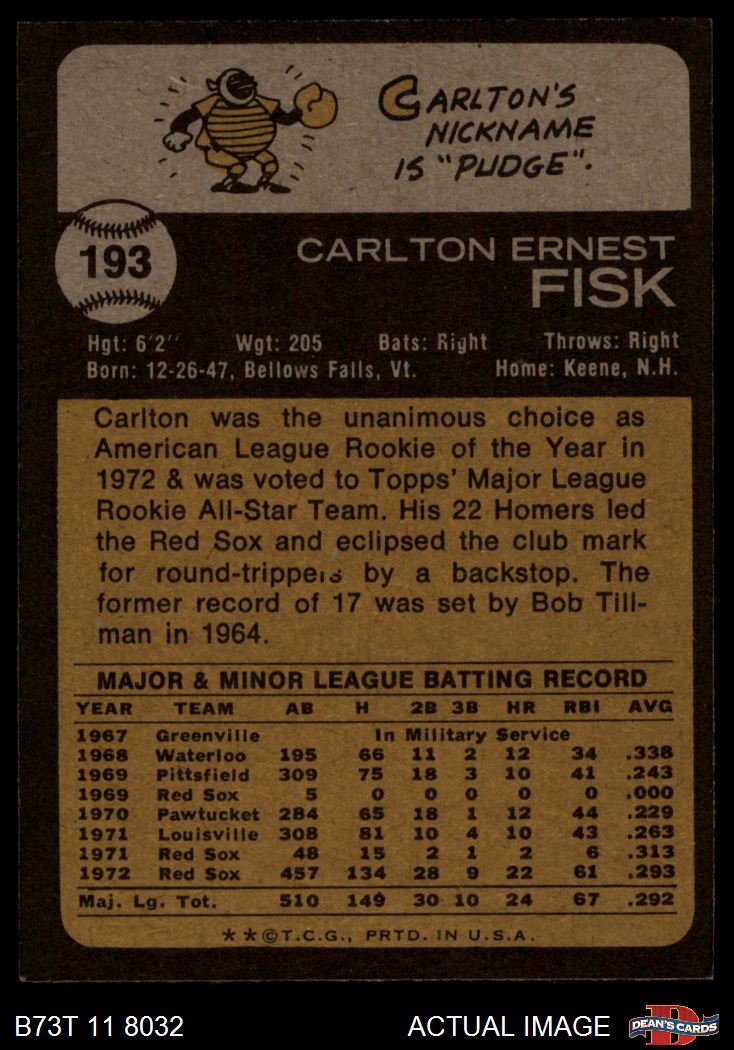 CARLTON'S
NICKNAME
IS "PUDGE".
193
CARLTON ERNEST
FISK
Hgt: 6'2" Wgt: 205 Bats: Right Throws: Right
Born: 12-26-47, Bellows Falls, Vt. Home: Keene, N.H.
Carlton was the unanimous choice as
American League Rookie of the Year in
1972 & was voted to Topps' Major League
Rookie All-Star Team. His 22 Homers led
the Red Sox and eclipsed the club mark
for round-trippers by a backstop. The
former record of 17 was set by Bob Till-
man in 1964.
MAJOR & MINOR LEAGUE BATTING RECORD
YEAR TEAM AB H 2B 3B HR RBI AVG
1967 Greenville In Military Service
1968 Waterloo 195 66 11 2 12 34 .338
1969 Pittsfield 309 75 18 3 10 41 .243
1969 Red Sox 5 0 0 0 0 0 .000
1970 Pawtucket 284 65 18 1 12 44 .229
1971 Louisville 308 81 10 4 10 43 .263
1971 Red Sox 48 15 2 1 2 6 .313
1972 Red Sox 457 134 28 9 22 61 .293
Maj. Lg. Tot. 510 149 30 10 24 67 .292
* * © T.C.G., PRTD. IN U.S.A.
B73T 11 8032 ACTUAL IMAGE DEAN'S CARDS